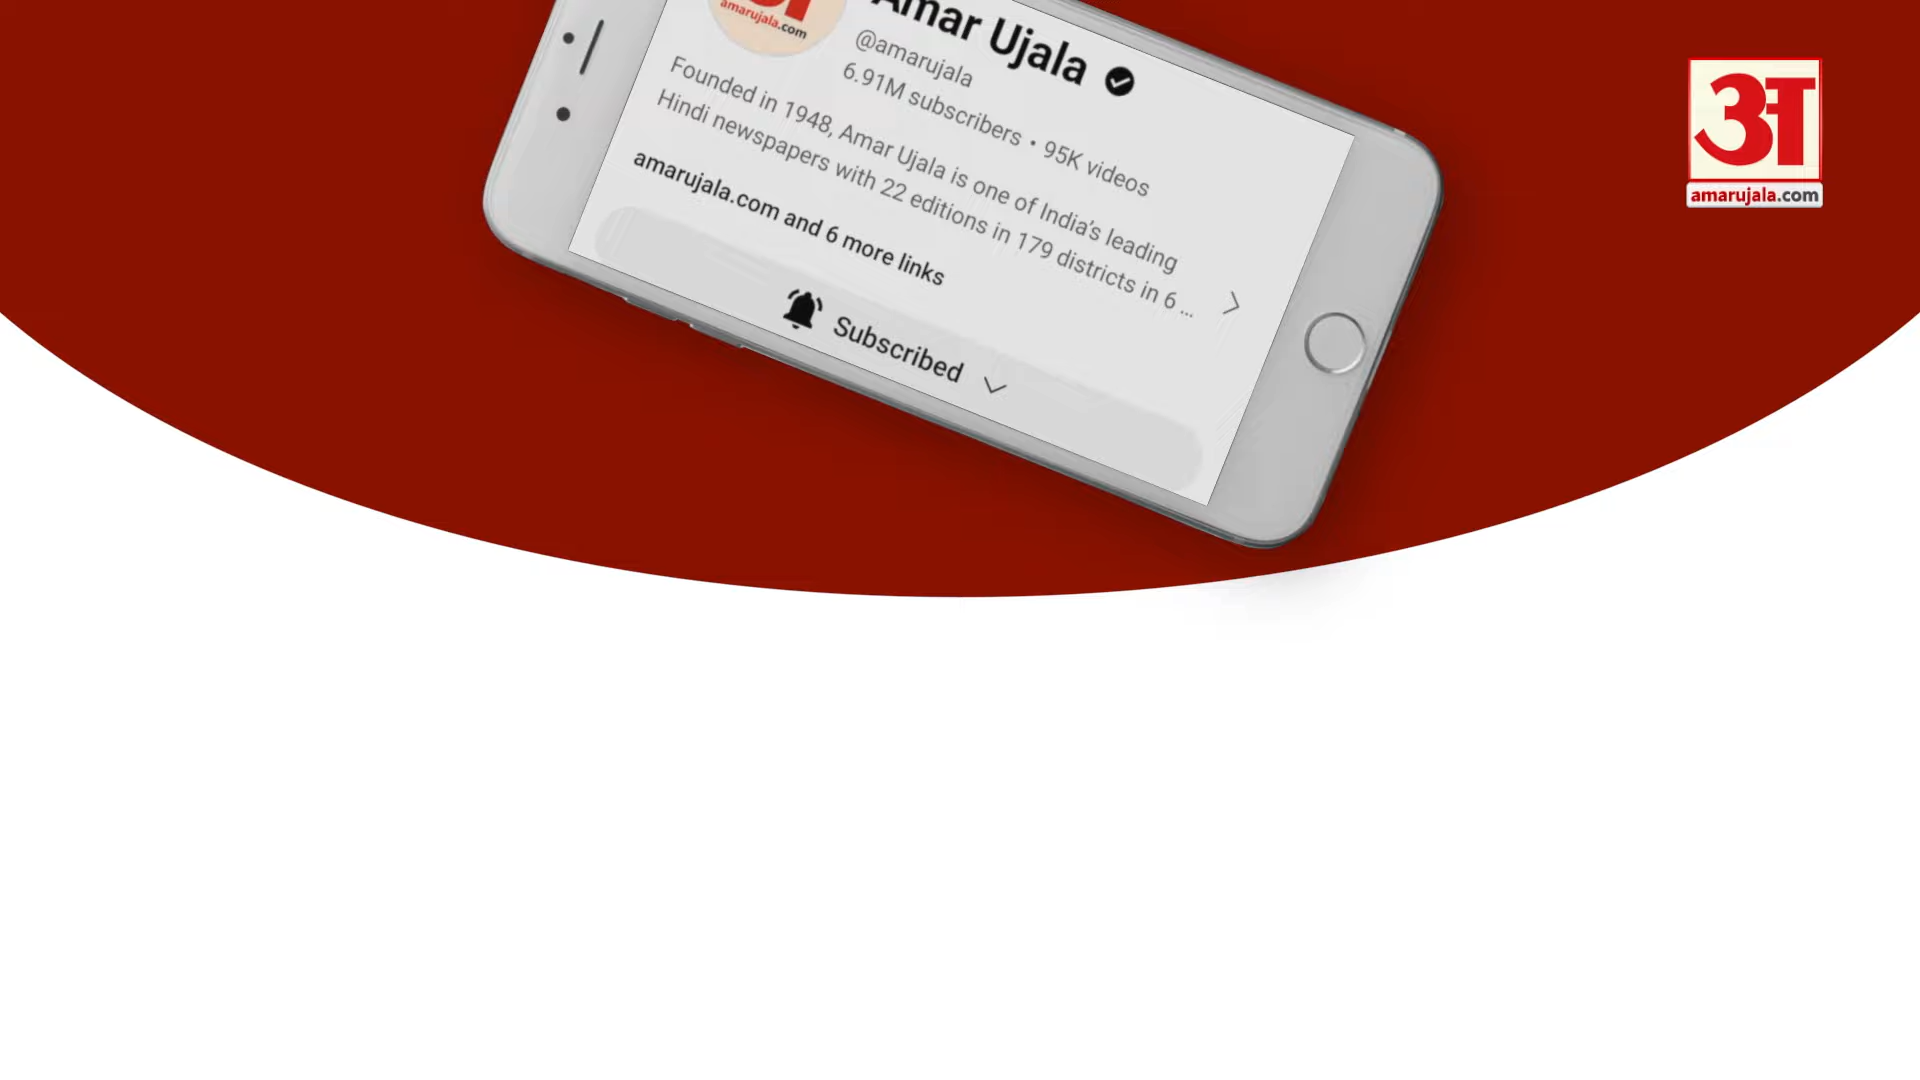 amarujala.com
Amar Ujala
@amarujala
6.91M subscribers • 95K videos
Founded in 1948, Amar Ujala is one of India’s leading
Hindi newspapers with 22 editions in 179 districts in 6 ...
amarujala.com and 6 more links
Subscribed
अ
amarujala.com